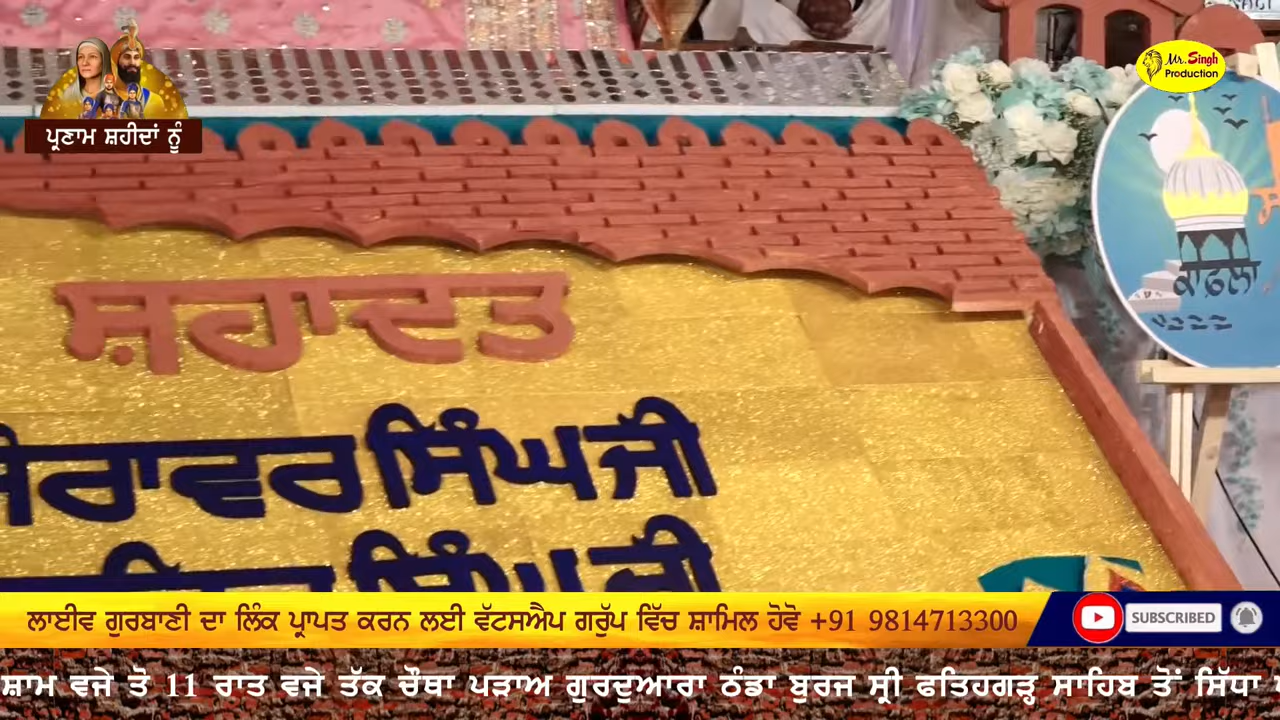 Mr. Singh
Production
ਪ੍ਰਣਾਮ ਸ਼ਹੀਦਾਂ ਨੂੰ
ਕਾਫ਼ਲਾ
ਸ਼ਹਾਦਤ
ਜ਼ੋਰਾਵਰ ਸਿੰਘ ਜੀ
ਸਿੰਘ ਜੀ
ਲਾਈਵ ਗੁਰਬਾਣੀ ਦਾ ਲਿੰਕ ਪ੍ਰਾਪਤ ਕਰਨ ਲਈ ਵੱਟਸਐਪ ਗਰੁੱਪ ਵਿੱਚ ਸ਼ਾਮਿਲ ਹੋਵੋ +91 9814713300
SUBSCRIBED
ਸ਼ਾਮ ਵਜੇ ਤੋ 11 ਰਾਤ ਵਜੇ ਤੱਕ ਚੌਥਾ ਪੜਾਅ ਗੁਰਦੁਆਰਾ ਠੰਡਾ ਬੁਰਜ ਸ੍ਰੀ ਫਤਿਹਗੜ੍ਹ ਸਾਹਿਬ ਤੋਂ ਸਿੱਧਾ